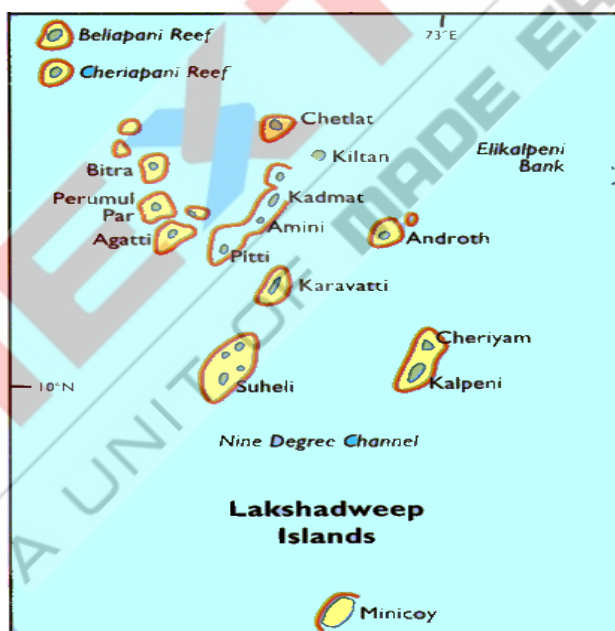 73°E
Beliapani Reef
Cheriapani Reef
Chetlat
Kiltan
Elikalpeni
Bank
Bitra
Kadmat
Perumul
Par
Amini
Androth
Agatti
Pitti
Karavatti
Cheriyam
10°N
Suheli
Kalpeni
Nine Degree Channel
Lakshadweep
Islands
Minicoy
A UNIT OF MADE EA